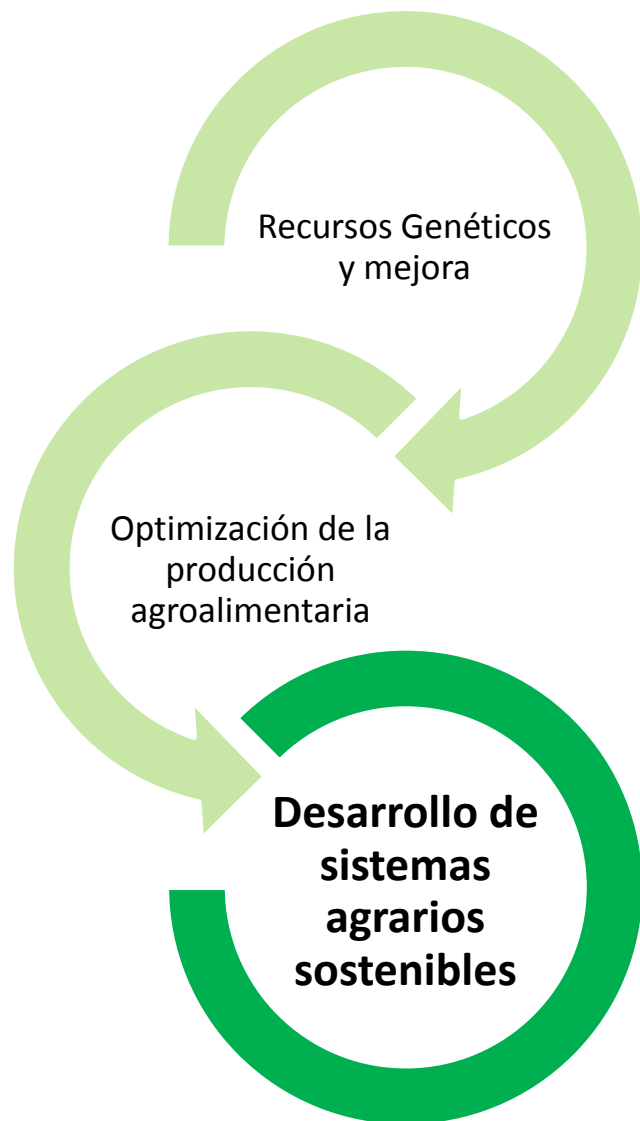 Recursos Genéticos
y mejora
Optimización de la
producción
agroalimentaria
Desarrollo de
sistemas
agrarios
sostenibles